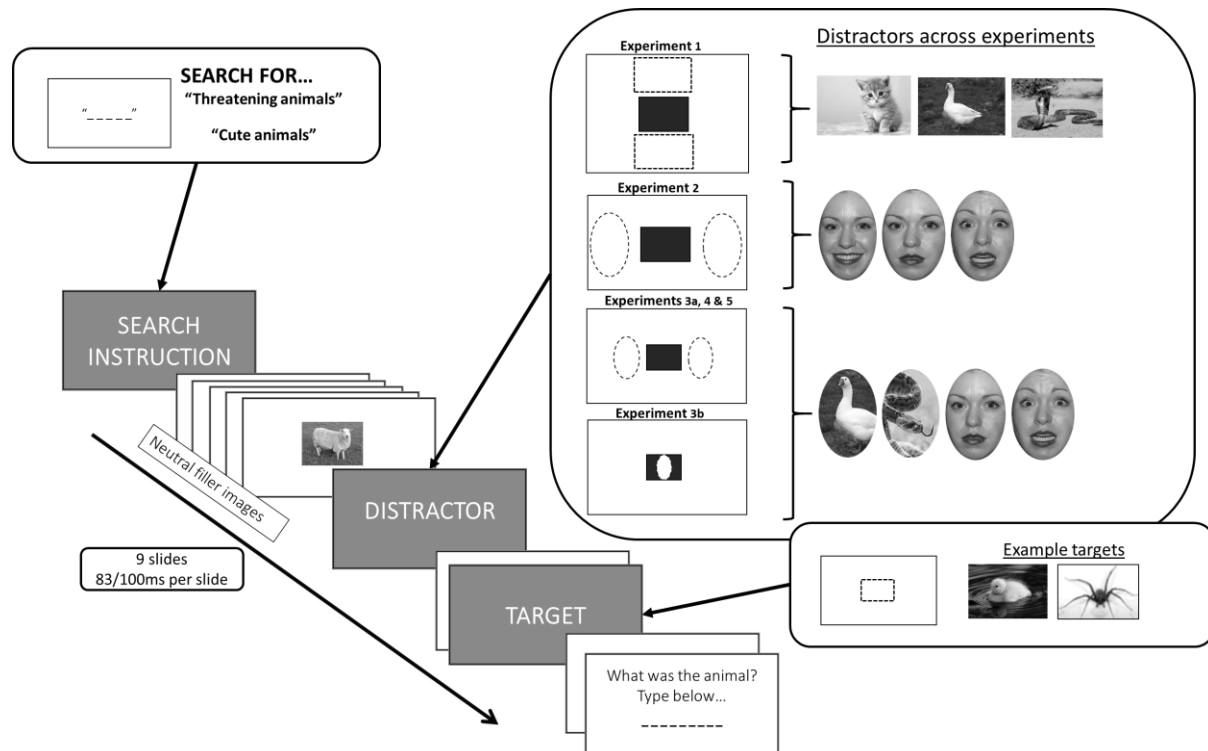 SEARCH FOR...
"_ _ _ _ _"
"Threatening animals"
"Cute animals"
SEARCH
INSTRUCTION
Neutral filler images
9 slides
83/100ms per slide
DISTRACTOR
TARGET
What was the animal?
Type below...
_ _ _ _ _ _ _ _ _
Distractors across experiments
Experiment 1
Experiment 2
Experiments 3a, 4 & 5
Experiment 3b
Example targets